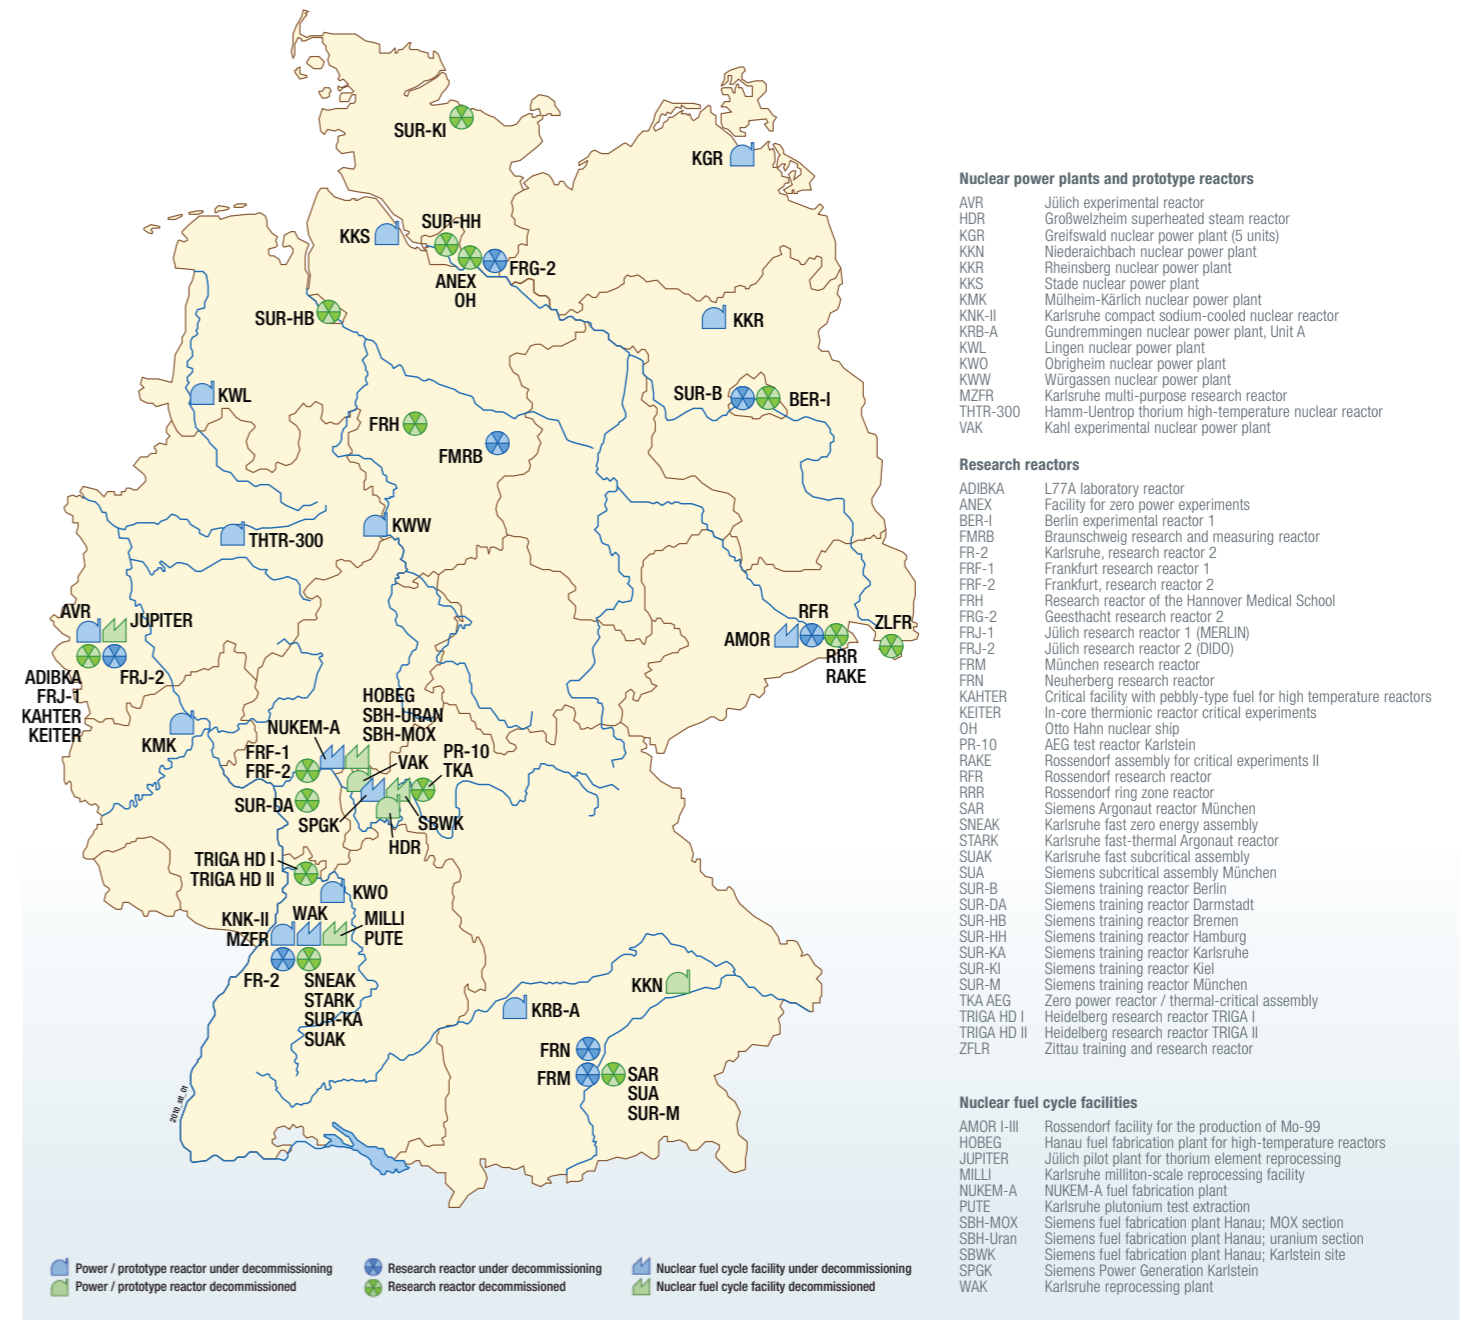 SUR-KI
KGR
SUR-HH
KKS
FRG-2
ANEX
OH
SUR-HB
KKR
KWL
SUR-B
BER-I
FRH
FMRB
KWW
THTR-300
AVR
JUPITER
RFR
ZLFR
AMOR
RRR
RAKE
ADIBKA
FRJ-1
KAHTER
KEITER
FRJ-2
HOBEG
SBH-URAN
SBH-MOX
NUKEM-A
KMK
FRF-1
FRF-2
VAK
PR-10
TKA
SUR-DA
SPGK
SBWK
HDR
TRIGA HD I
TRIGA HD II
KWO
KNK-II
MZFR
WAK
MILLI
PUTE
FR-2
SNEAK
STARK
SUR-KA
SUAK
KKN
KRB-A
FRN
FRM
SAR
SUA
SUR-M
2010_stl_01
Nuclear power plants and prototype reactors
AVR Jülich experimental reactor
HDR Großwelzheim superheated steam reactor
KGR Greifswald nuclear power plant (5 units)
KKN Niederaichbach nuclear power plant
KKR Rheinsberg nuclear power plant
KKS Stade nuclear power plant
KMK Mülheim-Kärlich nuclear power plant
KNK-II Karlsruhe compact sodium-cooled nuclear reactor
KRB-A Gundremmingen nuclear power plant, Unit A
KWL Lingen nuclear power plant
KWO Obrigheim nuclear power plant
KWW Würgassen nuclear power plant
MZFR Karlsruhe multi-purpose research reactor
THTR-300 Hamm-Uentrop thorium high-temperature nuclear reactor
VAK Kahl experimental nuclear power plant
Research reactors
ADIBKA L77A laboratory reactor
ANEX Facility for zero power experiments
BER-I Berlin experimental reactor 1
FMRB Braunschweig research and measuring reactor
FR-2 Karlsruhe, research reactor 2
FRF-1 Frankfurt research reactor 1
FRF-2 Frankfurt, research reactor 2
FRH Research reactor of the Hannover Medical School
FRG-2 Geesthacht research reactor 2
FRJ-1 Jülich research reactor 1 (MERLIN)
FRJ-2 Jülich research reactor 2 (DIDO)
FRM München research reactor
FRN Neuherberg research reactor
KAHTER Critical facility with pebbly-type fuel for high temperature reactors
KEITER In-core thermionic reactor critical experiments
OH Otto Hahn nuclear ship
PR-10 AEG test reactor Karlstein
RAKE Rossendorf assembly for critical experiments II
RFR Rossendorf research reactor
RRR Rossendorf ring zone reactor
SAR Siemens Argonaut reactor München
SNEAK Karlsruhe fast zero energy assembly
STARK Karlsruhe fast-thermal Argonaut reactor
SUAK Karlsruhe fast subcritical assembly
SUA Siemens subcritical assembly München
SUR-B Siemens training reactor Berlin
SUR-DA Siemens training reactor Darmstadt
SUR-HB Siemens training reactor Bremen
SUR-HH Siemens training reactor Hamburg
SUR-KA Siemens training reactor Karlsruhe
SUR-KI Siemens training reactor Kiel
SUR-M Siemens training reactor München
TKA AEG Zero power reactor / thermal-critical assembly
TRIGA HD I Heidelberg research reactor TRIGA I
TRIGA HD II Heidelberg research reactor TRIGA II
ZFLR Zittau training and research reactor
Nuclear fuel cycle facilities
AMOR I-III Rossendorf facility for the production of Mo-99
HOBEG Hanau fuel fabrication plant for high-temperature reactors
JUPITER Jülich pilot plant for thorium element reprocessing
MILLI Karlsruhe milliton-scale reprocessing facility
NUKEM-A NUKEM-A fuel fabrication plant
PUTE Karlsruhe plutonium test extraction
SBH-MOX Siemens fuel fabrication plant Hanau; MOX section
SBH-Uran Siemens fuel fabrication plant Hanau; uranium section
SBWK Siemens fuel fabrication plant Hanau; Karlstein site
SPGK Siemens Power Generation Karlstein
WAK Karlsruhe reprocessing plant
Power / prototype reactor under decommissioning
Research reactor under decommissioning
Nuclear fuel cycle facility under decommissioning
Power / prototype reactor decommissioned
Research reactor decommissioned
Nuclear fuel cycle facility decommissioned